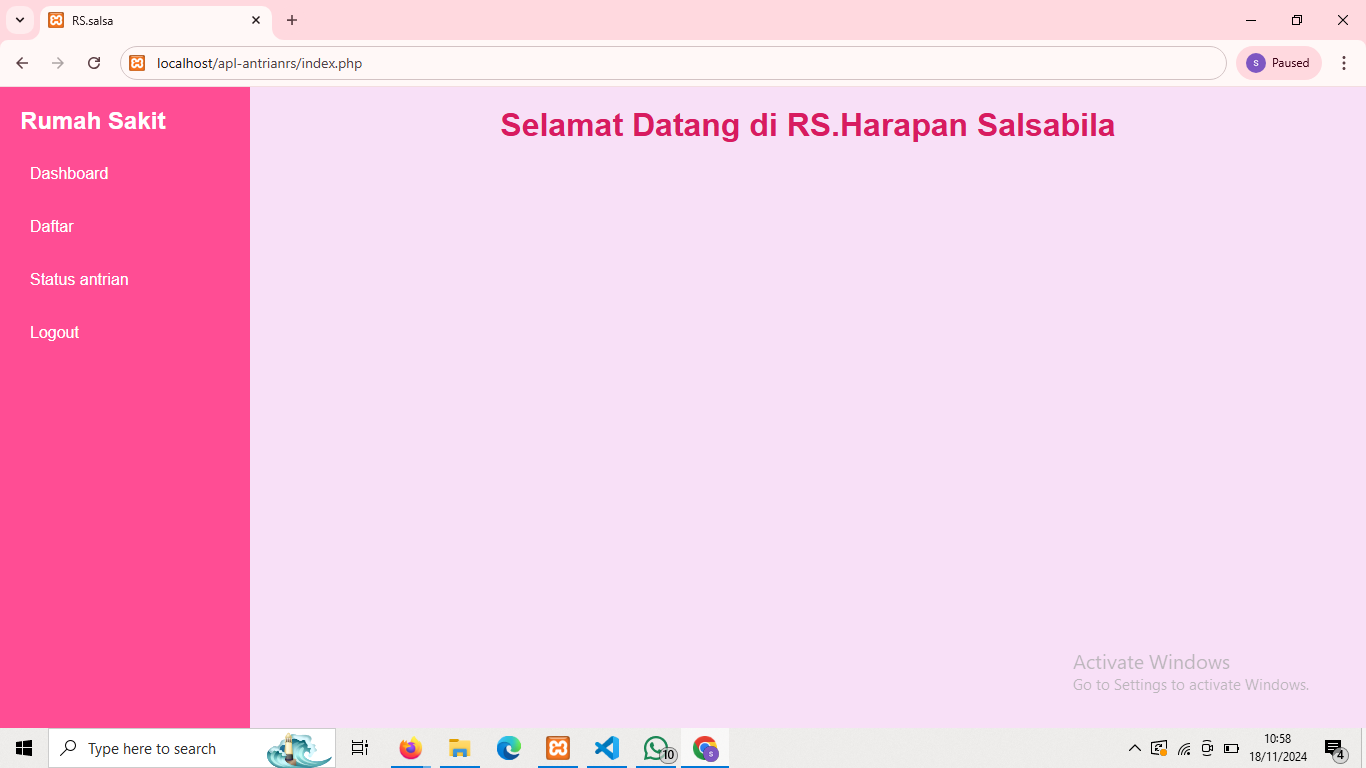 RS.salsa
localhost/apl-antrianrs/index.php
S
Paused
Rumah Sakit
Dashboard
Daftar
Status antrian
Logout
Selamat Datang di RS.Harapan Salsabila
Activate Windows
Go to Settings to activate Windows.
Type here to search
10
S
10:58
18/11/2024
4